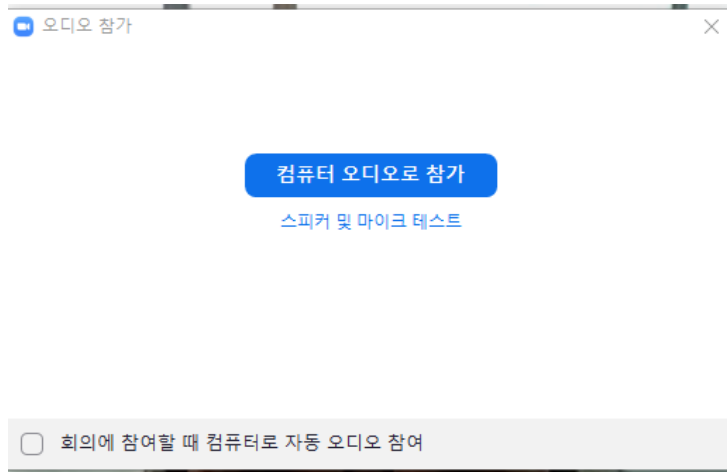 오디오 참가
컴퓨터 오디오로 참가
스피커 및 마이크 테스트
회의에 참여할 때 컴퓨터로 자동 오디오 참여